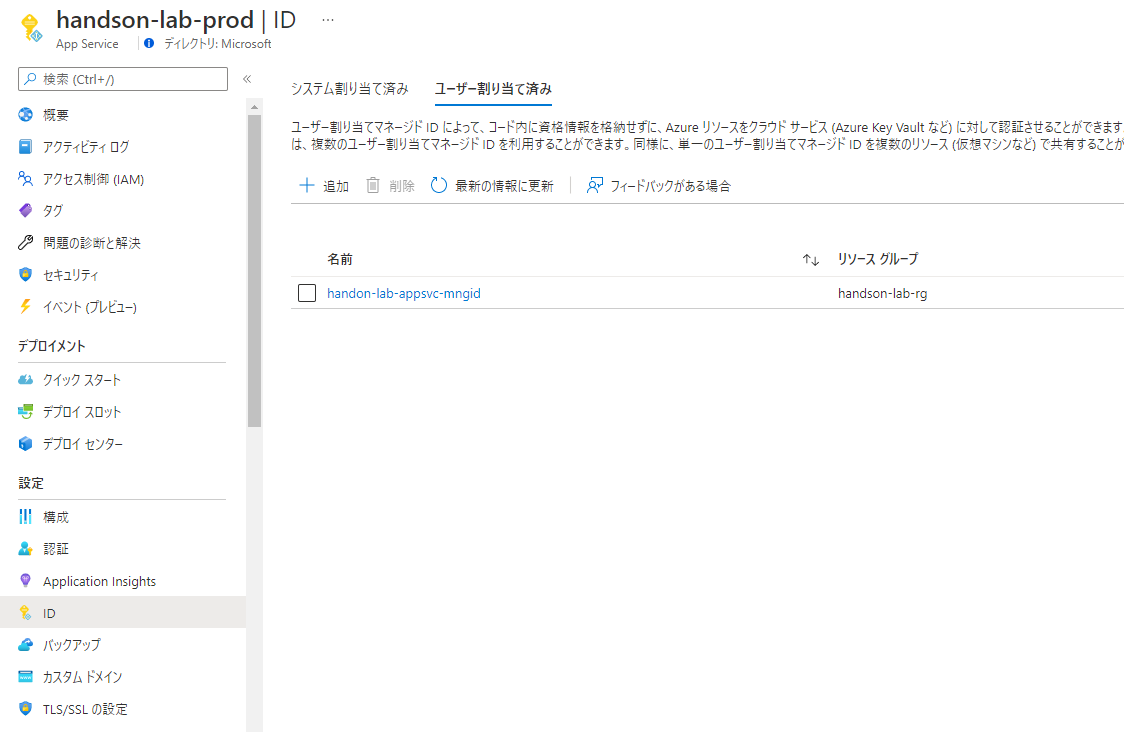 handson-lab-prod | ID ...
App Service ディレクトリ: Microsoft
検索 (Ctrl+/) «
概要
アクティビティ ログ
アクセス制御 (IAM)
タグ
問題の診断と解決
セキュリティ
イベント (プレビュー)
デプロイメント
クイック スタート
デプロイ スロット
デプロイ センター
設定
構成
認証
Application Insights
ID
バックアップ
カスタム ドメイン
TLS/SSL の設定
システム割り当て済み ユーザー割り当て済み
ユーザー割り当てマネージド ID によって、コード内に資格情報を格納せずに、Azure リソースをクラウド サービス (Azure Key Vault など) に対して認証させることができます
は、複数のユーザー割り当てマネージド ID を利用することができます。同様に、単一のユーザー割り当てマネージド ID を複数のリソース (仮想マシンなど) で共有することが
追加 削除 最新の情報に更新 フィードバックがある場合
名前 ↑↓ リソース グループ
handon-lab-appsvc-mngid handson-lab-rg